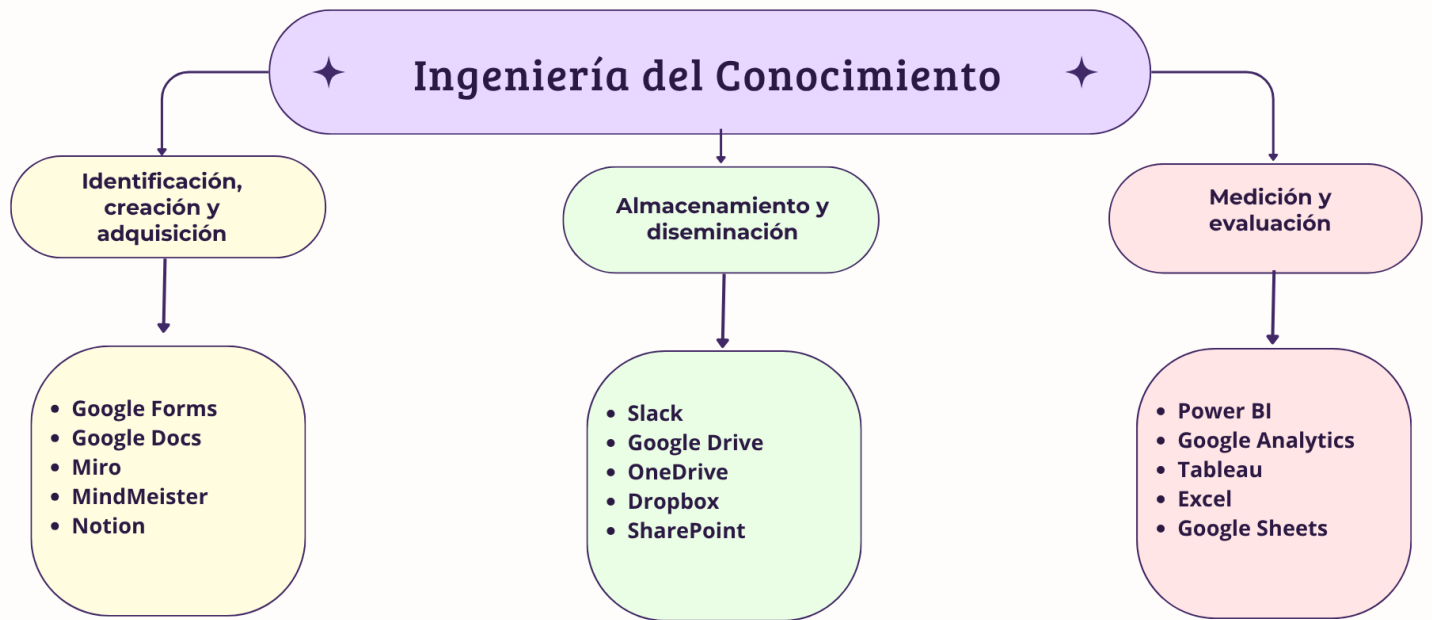 Ingeniería del Conocimiento
Identificación,
creación y
adquisición
Almacenamiento y
diseminación
Medición y
evaluación
• Google Forms
• Google Docs
• Miro
• MindMeister
• Notion
• Slack
• Google Drive
• OneDrive
• Dropbox
• SharePoint
• Power BI
• Google Analytics
• Tableau
• Excel
• Google Sheets